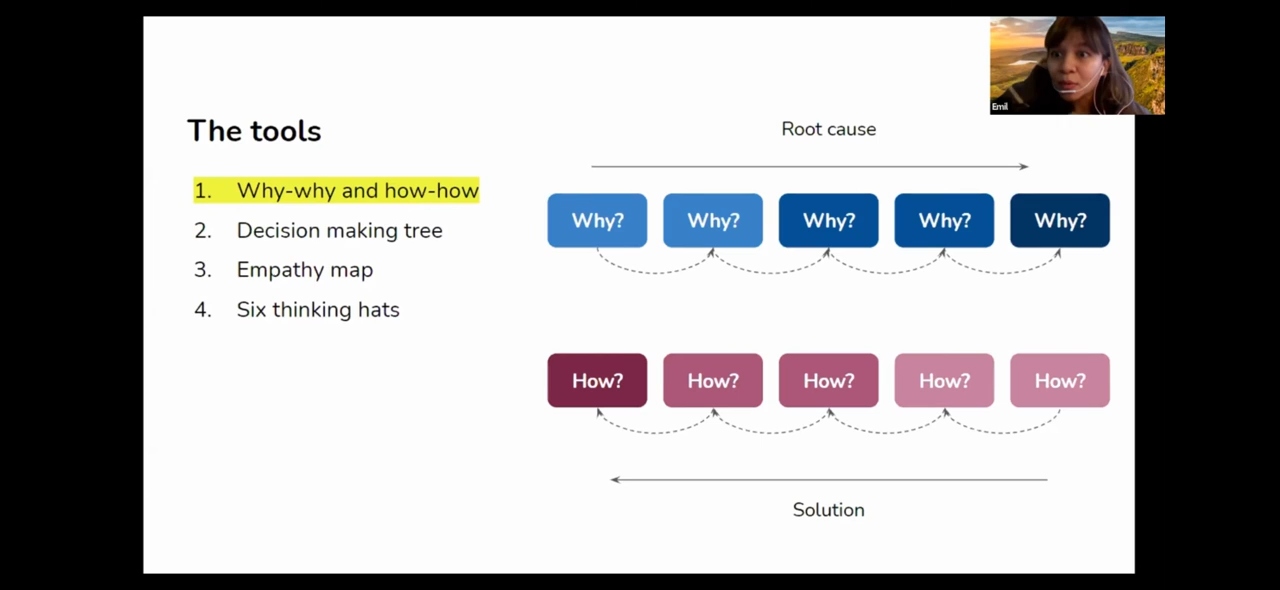 Emil
The tools
1. Why-why and how-how
2. Decision making tree
3. Empathy map
4. Six thinking hats
Root cause
Why? Why? Why? Why? Why?
How? How? How? How? How?
Solution